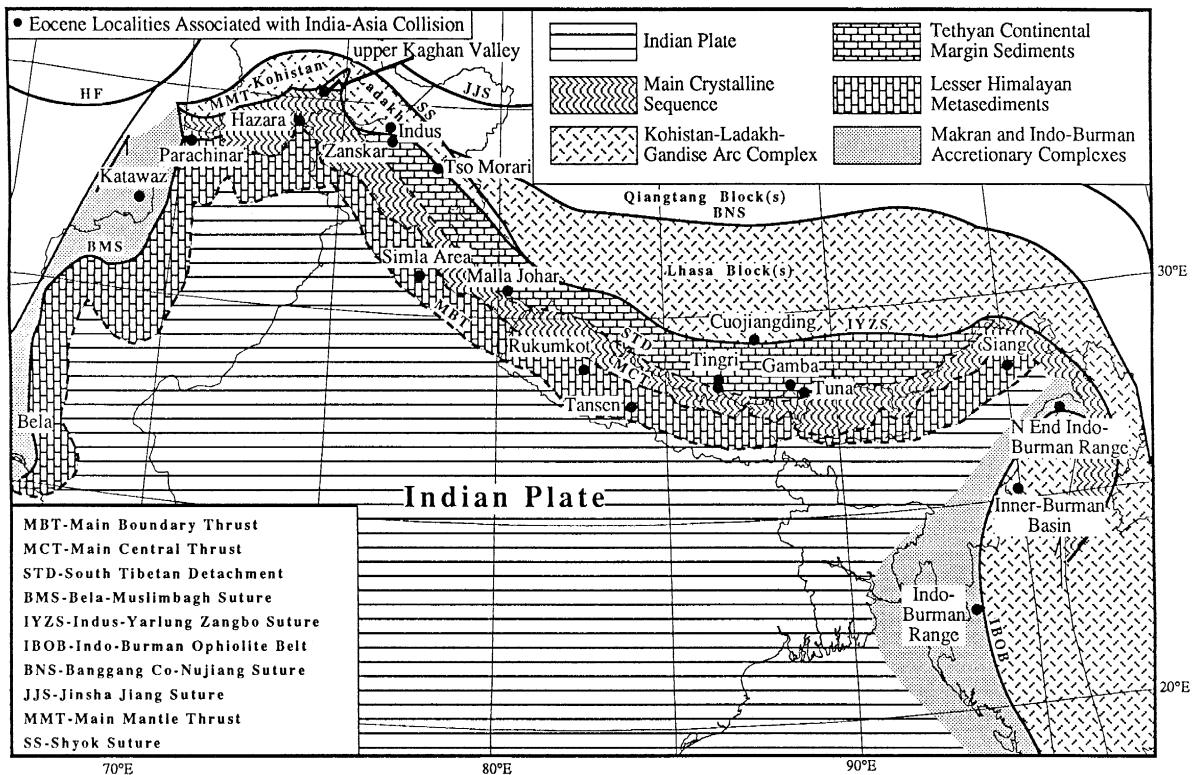 Eocene Localities Associated with India-Asia Collision
Indian Plate
Main Crystalline
Sequence
Kohistan-Ladakh-
Gandise Arc Complex
Tethyan Continental
Margin Sediments
Lesser Himalayan
Metasediments
Makran and Indo-Burman
Accretionary Complexes
upper Kaghan Valley
HF
MMT
Kohistan
Ladakh
SS
JJS
Hazara
Indus
Parachinar
Zanskar
Tso Morari
Katawaz
Qiangtang Block(s)
BNS
BMS
Simla Area
Malla Johar
Lhasa Block(s)
30°E
MBT
Cuojiangding
IYZS
STD
Rukumkot
MCT
Tingri
Gamba
Siang
Tuna
Tansen
Bela
N End Indo-
Burman Range
Indian Plate
Inner-Burman
Basin
Indo-
Burman
Range
IBOB
20°E
MBT-Main Boundary Thrust
MCT-Main Central Thrust
STD-South Tibetan Detachment
BMS-Bela-Muslimbagh Suture
IYZS-Indus-Yarlung Zangbo Suture
IBOB-Indo-Burman Ophiolite Belt
BNS-Banggang Co-Nujiang Suture
JJS-Jinsha Jiang Suture
MMT-Main Mantle Thrust
SS-Shyok Suture
70°E
80°E
90°E